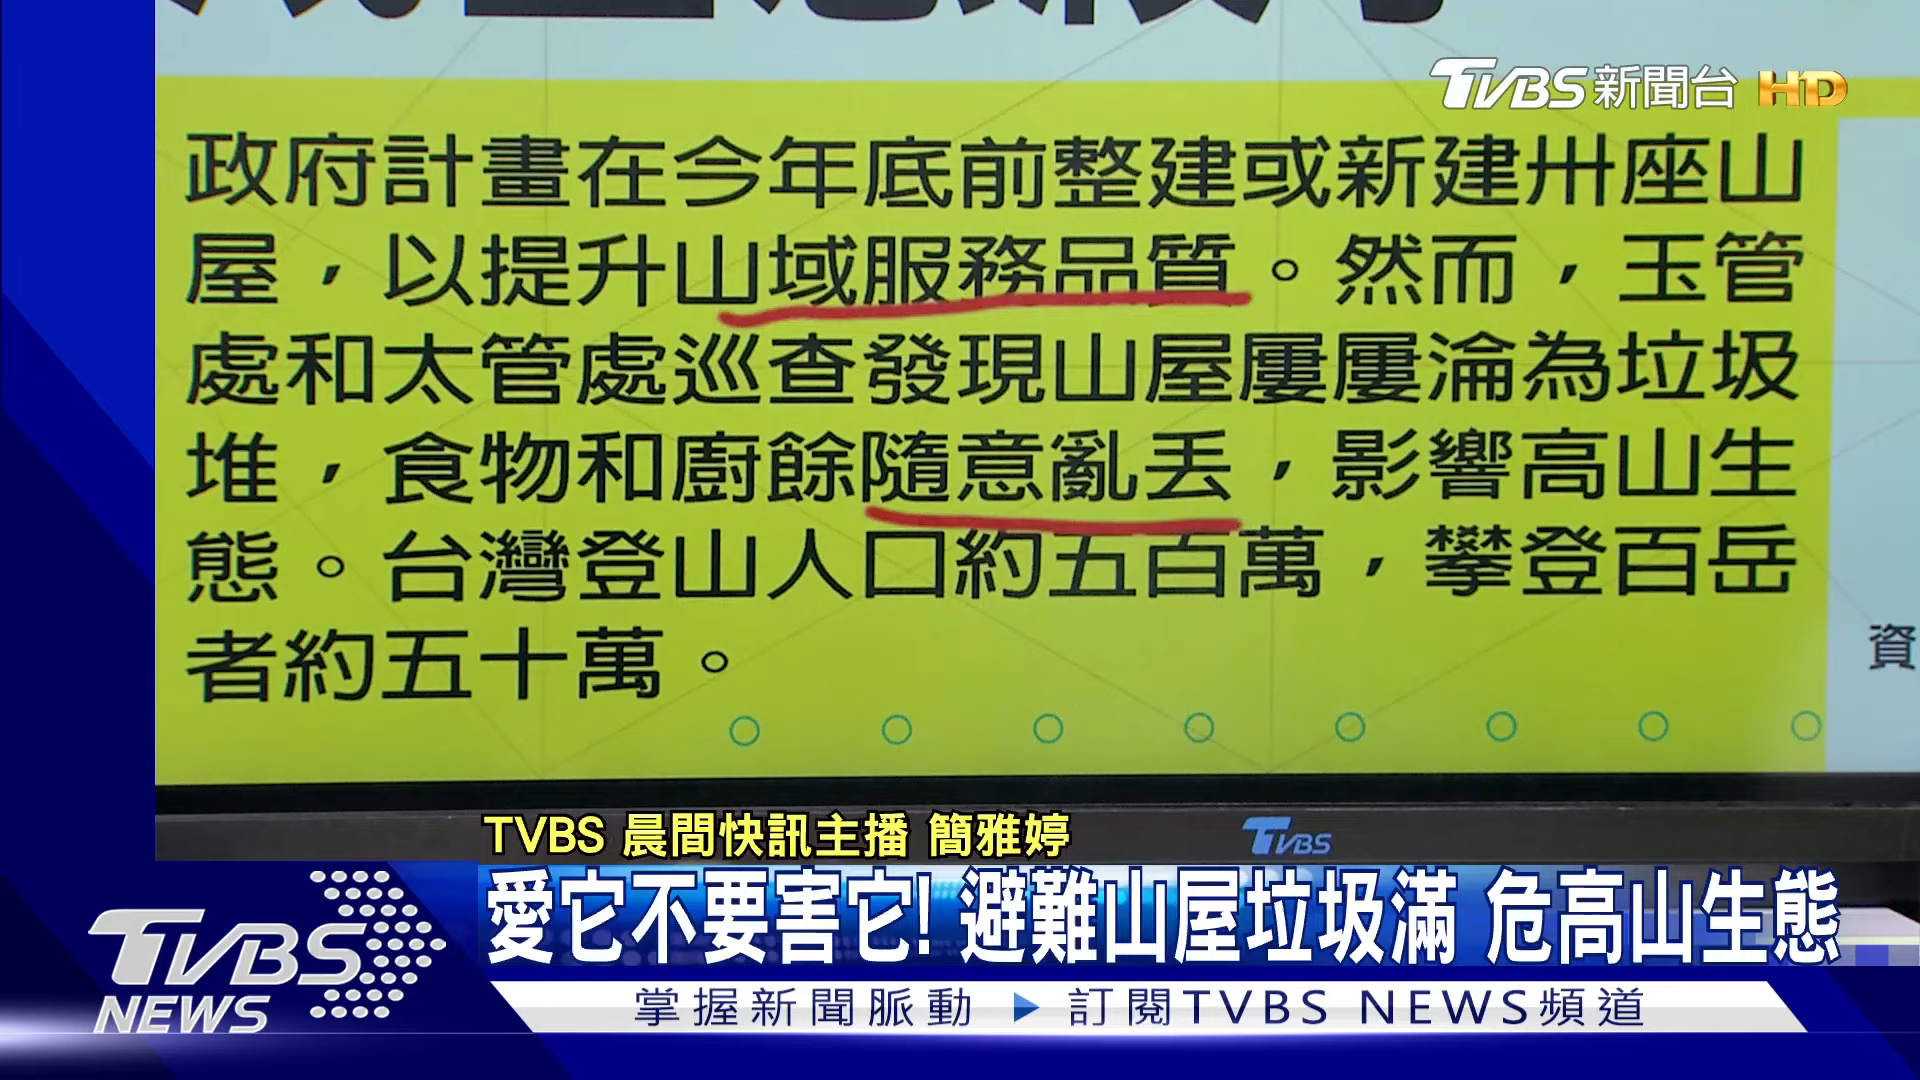 TVBS新聞台 HD
政府計畫在今年底前整建或新建卅座山
屋，以提升山域服務品質。然而，玉管
處和太管處巡查發現山屋屢屢淪為垃圾
堆，食物和廚餘隨意亂丟，影響高山生
態。台灣登山人口約五百萬，攀登百岳
者約五十萬。
資
TVBS 晨間快訊主播 簡雅婷
TVBS
愛它不要害它! 避難山屋垃圾滿 危高山生態
TVBS
NEWS
掌握新聞脈動 ▶ 訂閱TVBS NEWS頻道